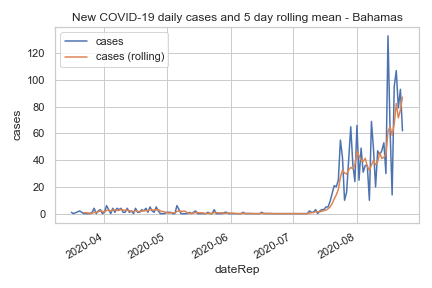 New COVID-19 daily cases and 5 day rolling mean - Bahamas
cases
cases (rolling)
120
100
80
60
40
20
0
cases
2020-04
2020-05
2020-06
2020-07
2020-08
dateRep